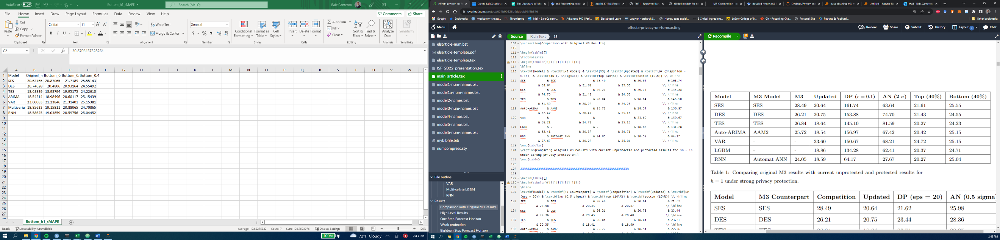 AutoSave Off Bottom_h1_sMAPE Search (Alt+Q) Bale,Cameron
File Home Insert Draw Page Layout Formulas Data Review View Help Comments Share
Paste Cut Copy Format Painter Calibri 11 Wrap Text Merge & Center General Conditional Formatting Format as Table Cell Styles Insert Delete Format AutoSum Fill Clear Sort & Filter Find & Select Analyze Data Sensitivity
Clipboard Font Alignment Number Styles Cells Editing Analysis Sensitivity
C2 fx 20.8706457528264
A B C D E F G H I J K L M N O P Q R S T U V W
1 Model Original_h Bottom_0. Bottom_0. Bottom_0.4
2 SES 20.63765 20.87065 21.7189 25.55143
3 DES 20.74628 20.4806 20.93164 24.55492
4 TES 18.63839 18.98794 19.95175 24.22618
5 ARIMA 18.54214 18.98496 20.60117 25.15439
6 VAR 23.60083 21.23846 21.31401 25.15381
7 Multivariat 18.85633 19.15811 20.88065 24.70865
8 RNN 18.58625 19.03859 20.59756 25.04452
9
10
11
12
13
14
15
16
17
18
19
20
21
22
23
24
25
26
27
Bottom_h1_sMAPE
Ready Accessibility: Unavailable Average: 19.82275823 Count: 7 Sum: 138.7593076 Display Settings 100%
100% 72°F Cloudy 2:43 PM
effects-privacy-on-fo Create LaTeX tables The-Accuracy-of-Ma m3 forecasting comp doi:10.1016/j.ijforec 2021 - Recurrent Ne Global models for ti M3-Competition - In detailed results m3 f Desktop/Privacy-and data_cleaning_m3_m Untitled - Jupyter N Mail - Bale,Cameron
overleaf.com/project/627b00428b4ddbeb97f9b676
Google Bookmarks rmarkdown-cheats... Throttlestop Mail - Bale,Camero... Advanced MD | Pati... Blackboard Learn Jupyter Notebook S... Numpy axes explai... 5 Critical Ingredient... LeBow College of B... Git - Recording Cha... Personal Site Reports & Publicati... Other bookmarks
Menu effects-privacy-on-forecasting Review Share Submit History Layout Chat
Source Rich Text Ω Recompile
elsarticle-num.bst
elsarticle-template.pdf
elsarticle-template.tex
ISF_2022_presentation.tex
main_article.tex
model1-num-names.bst
model1a-num-names.bst
model2-names.bst
model3-num-names.bst
model4-names.bst
model5-names.bst
model6-num-names.bst
mybibfile.bib
numcompress.sty
File outline
VAR
Multivariate LGBM
RNN
Results
Comparison with Original M3 Results
High Level Results
One Step Forecast Horizon
Weak protection.
Eighteen Step Forecast Horizon
109 \subsection{Comparison with Original M3 Results}
110
111 \begin{table}[]
112 \footnotesize
113 \begin{tabular}{|l|l|l|l|l|l|l|l|}
114 \hline
115 \textbf{Model} & \textbf{M3 Model} & \textbf{M3} & \textbf{Updated} & \textbf{DP ($\epsilon =
0.1$)} & \textbf{AN (2 $\sigma$)} & \textbf{Top (40\%)} & \textbf{Bottom (40\%)} \\ \hline
116 SES & SES & 28.49 & 20.64 & 161.74
& 63.64 & 21.61 & 25.55 \\ \hline
117 DES & DES & 26.21 & 20.75 & 153.88
& 74.70 & 21.43 & 24.55 \\ \hline
118 TES & TES & 26.84 & 18.64 & 145.10
& 81.59 & 20.27 & 24.23 \\ \hline
119 Auto-ARIMA & AAM2 & 25.72 & 18.54 & 156.97
& 67.42 & 20.42 & 25.15 \\ \hline
120 VAR & - & - & 23.60 & 150.67
& 68.21 & 24.72 & 25.15 \\ \hline
121 LGBM & - & - & 18.86 & 134.28
& 62.41 & 20.37 & 24.71 \\ \hline
122 RNN & Automat ANN & 24.05 & 18.59 & 64.17
& 27.67 & 20.27 & 25.04 \\ \hline
123 \end{tabular}
124 \caption{Comparing original M3 results with current unprotected and protected results for $h = 1$
under strong privacy protection.}
125 \end{table}
126
127
128
129 \begin{table}[]
130 \begin{tabular}{|l|l|l|l|l|l|l|l|}
131 \hline
132 \textbf{Model} & \textbf{M3 Counterpart} & \textbf{Competition} & \textbf{Updated} & \textbf{DP
(eps = 20)} & \textbf{AN (0.5 sigma)} & \textbf{Top (10\%)} & \textbf{Bottom (10\%)} \\ \hline
133 SES & SES & 28.49 & 20.64 & 21.62
& 25.98 & 20.45 & 20.87 \\ \hline
134 DES & DES & 26.21 & 20.75 & 23.44
& 28.36 & 20.45 & 20.48 \\ \hline
135 TES & TES & 26.84 & 18.64 & 23.71
& 30.35 & 18.41 & 18.99 \\ \hline
136 Auto-ARIMA & AAM2 & 25.72 & 18.54 & 22.26
Model M3 Model M3 Updated DP (ϵ = 0.1) AN (2 σ) Top (40%) Bottom (40%)
SES SES 28.49 20.64 161.74 63.64 21.61 25.55
DES DES 26.21 20.75 153.88 74.70 21.43 24.55
TES TES 26.84 18.64 145.10 81.59 20.27 24.23
Auto-ARIMA AAM2 25.72 18.54 156.97 67.42 20.42 25.15
VAR - - 23.60 150.67 68.21 24.72 25.15
LGBM - - 18.86 134.28 62.41 20.37 24.71
RNN Automat ANN 24.05 18.59 64.17 27.67 20.27 25.04
Table 1: Comparing original M3 results with current unprotected and protected results for
h = 1 under strong privacy protection.
Model M3 Counterpart Competition Updated DP (eps = 20) AN (0.5 sigma)
SES SES 28.49 20.64 21.62 25.98
DES DES 26.21 20.75 23.44 28.36
2:43 PM